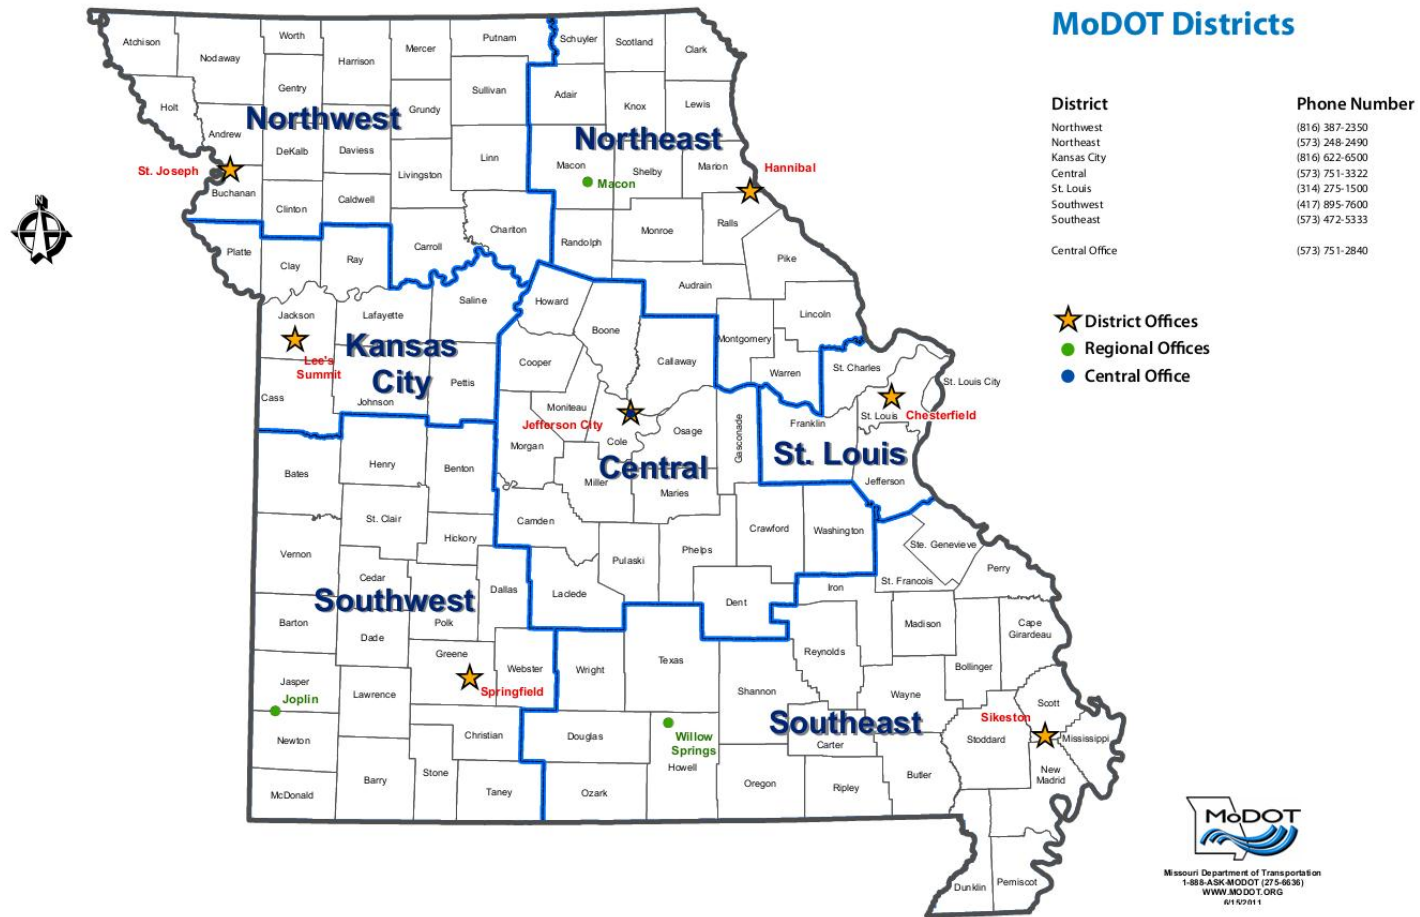 MoDOT Districts
District Phone Number
Northwest (816) 387-2350
Northeast (573) 248-2490
Kansas City (816) 622-6500
Central (573) 751-3322
St. Louis (314) 275-1500
Southwest (417) 895-7600
Southeast (573) 472-5333
Central Office (573) 751-2840
District Offices
Regional Offices
Central Office
N
Atchison
Nodaway
Worth
Harrison
Mercer
Putnam
Schuyler
Scotland
Clark
Holt
Gentry
Grundy
Sullivan
Adair
Knox
Lewis
Northwest
Northeast
Andrew
DeKalb
Daviess
Linn
Macon
Shelby
Marion
St. Joseph
Livingston
Macon
Hannibal
Buchanan
Clinton
Caldwell
Chariton
Randolph
Monroe
Ralls
Platte
Clay
Ray
Carroll
Pike
Audrain
Jackson
Lafayette
Saline
Howard
Boone
Lincoln
Kansas
City
Lee's
Summit
Cooper
Callaway
Montgomery
Warren
St. Charles
St. Louis City
Cass
Johnson
Pettis
Moniteau
Jefferson City
Cole
Osage
Gasconade
Franklin
St. Louis
Chesterfield
Morgan
Central
St. Louis
Bates
Henry
Benton
Miller
Maries
Jefferson
St. Clair
Camden
Crawford
Washington
Vernon
Hickory
Pulaski
Phelps
Ste. Genevieve
Cedar
Dallas
Laclede
Dent
Iron
St. Francois
Perry
Southwest
Barton
Dade
Polk
Madison
Cape
Girardeau
Greene
Webster
Wright
Texas
Reynolds
Bollinger
Jasper
Joplin
Lawrence
Springfield
Shannon
Wayne
Scott
Southeast
Sikeston
Newton
Christian
Douglas
Willow
Springs
Howell
Carter
Stoddard
Mississippi
McDonald
Barry
Stone
Taney
Ozark
Oregon
Ripley
Butler
New
Madrid
Dunklin
Pemiscot
MoDOT
Missouri Department of Transportation
1-888-ASK-MODOT (275-6636)
WWW.MODOT.ORG
6/15/2011